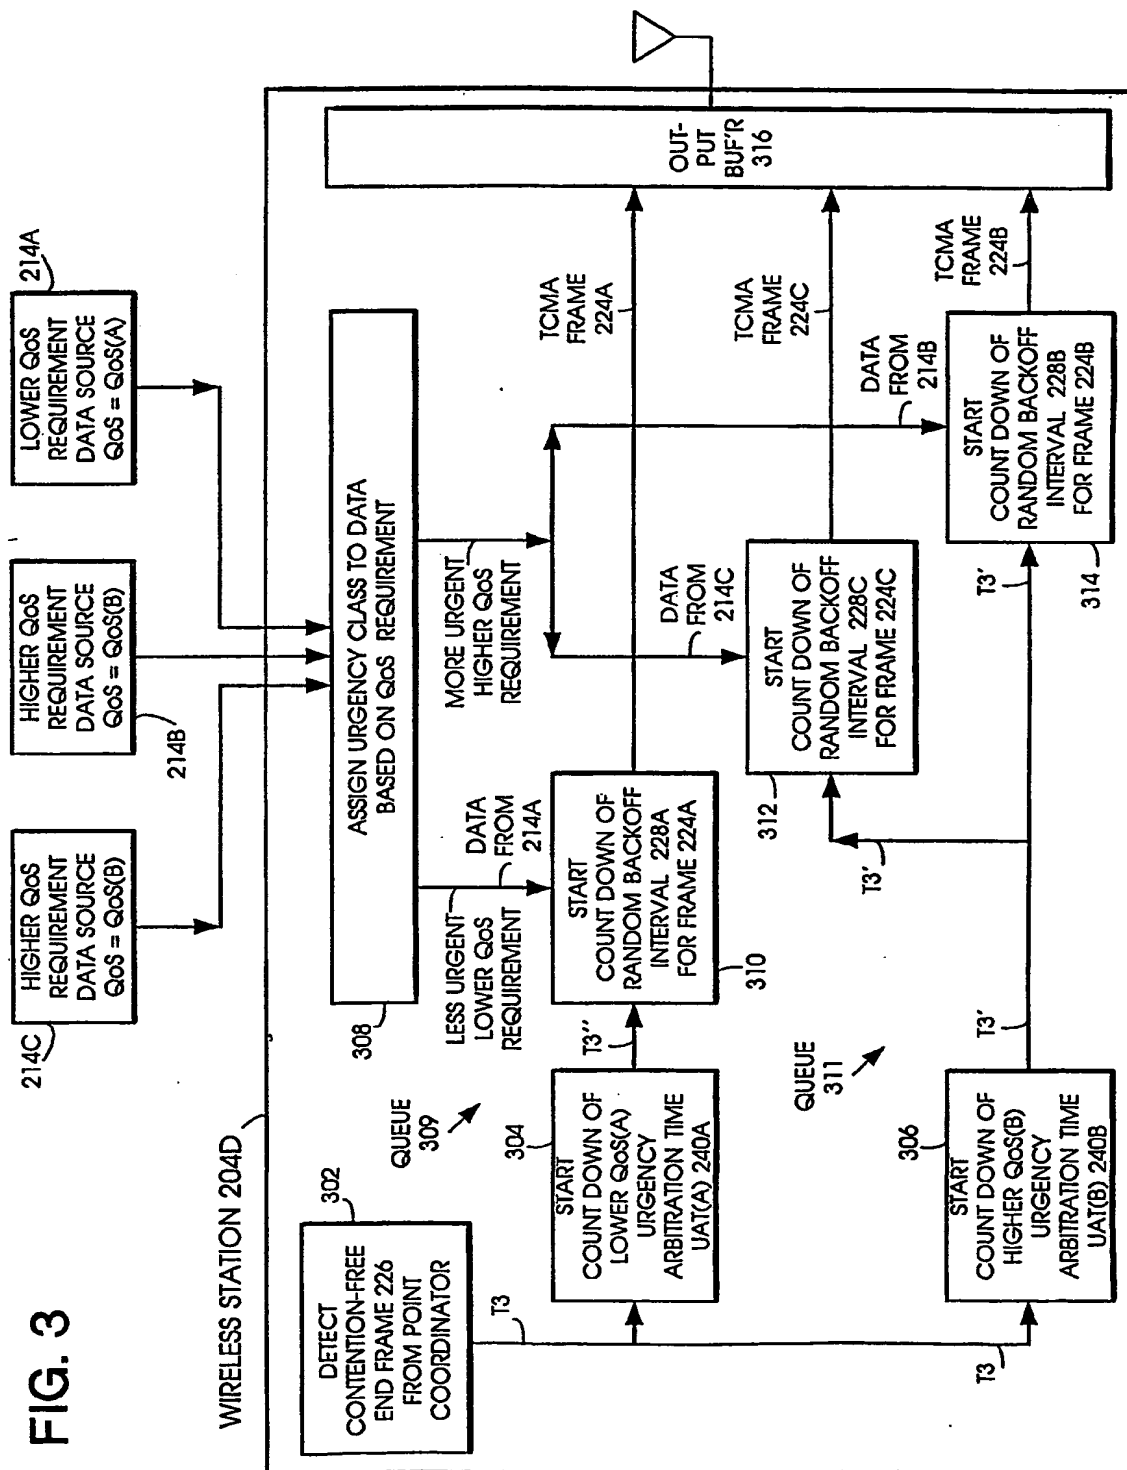 FIG. 3
214C
HIGHER QoS
REQUIREMENT
DATA SOURCE
QoS = QoS(B)
HIGHER QoS
REQUIREMENT
DATA SOURCE
QoS = QoS(B)
214B
LOWER QoS
REQUIREMENT
DATA SOURCE
QoS = QoS(A)
214A
WIRELESS STATION 204D
302
DETECT
CONTENTION-FREE
END FRAME 226
FROM POINT
COORDINATOR
308
ASSIGN URGENCY CLASS TO DATA
BASED ON QoS REQUIREMENT
QUEUE
309
LESS URGENT
LOWER QoS
REQUIREMENT
DATA
FROM 214A
MORE URGENT
HIGHER QoS
REQUIREMENT
T3
304
START
COUNT DOWN OF
LOWER QoS(A)
URGENCY
ARBITRATION TIME
UAT(A) 240A
T3''
START
COUNT DOWN OF
RANDOM BACKOFF
INTERVAL 228A
FOR FRAME 224A
310
TCMA
FRAME
224A
DATA
FROM 214C
312
START
COUNT DOWN OF
RANDOM BACKOFF
INTERVAL 228C
FOR FRAME 224C
TCMA
FRAME
224C
OUT-
PUT
BUF'R
316
QUEUE
311
T3'
DATA
FROM
214B
306
START
COUNT DOWN OF
HIGHER QoS(B)
URGENCY
ARBITRATION TIME
UAT(B) 240B
T3
T3'
T3'
START
COUNT DOWN OF
RANDOM BACKOFF
INTERVAL 228B
FOR FRAME 224B
314
TCMA
FRAME
224B